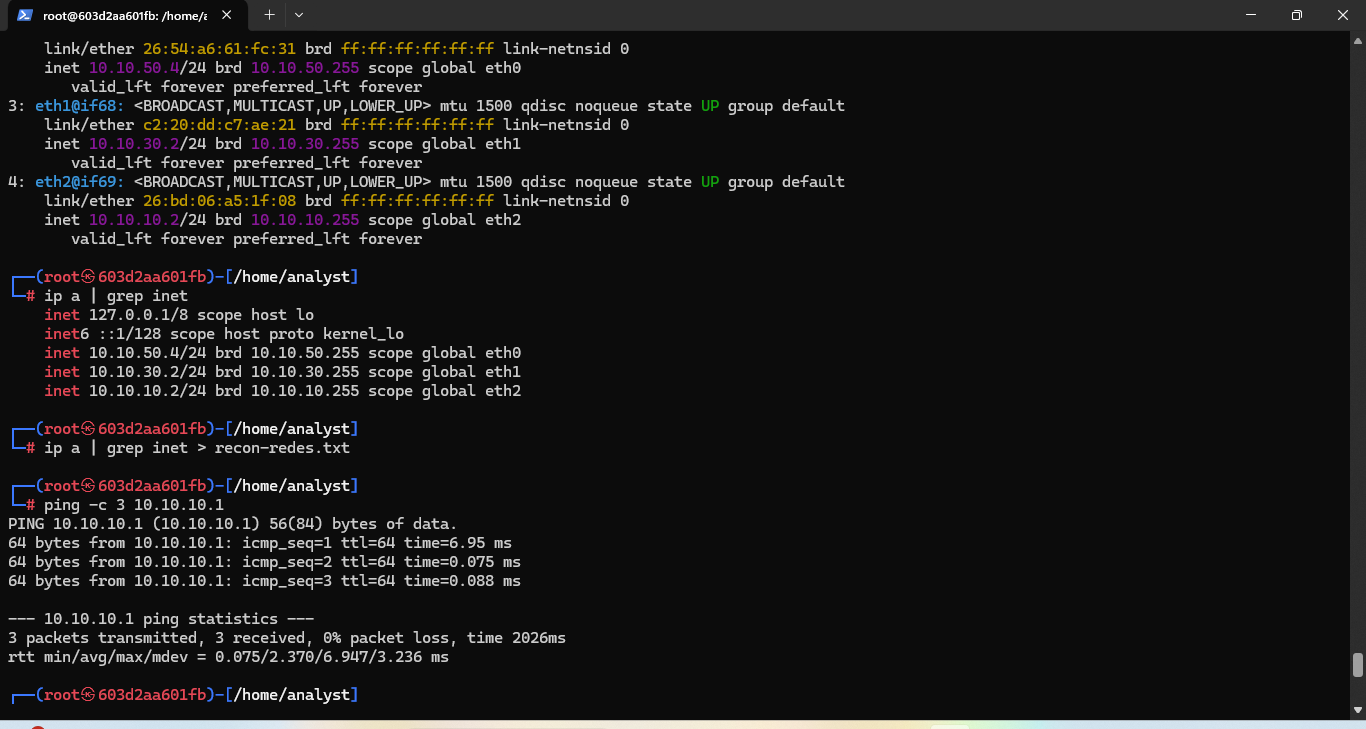 root@603d2aa601fb: /home/a
link/ether 26:54:a6:61:fc:31 brd ff:ff:ff:ff:ff:ff link-netnsid 0
inet 10.10.50.4/24 brd 10.10.50.255 scope global eth0
valid_lft forever preferred_lft forever
3: eth1@if68: <BROADCAST,MULTICAST,UP,LOWER_UP> mtu 1500 qdisc noqueue state UP group default
link/ether c2:20:dd:c7:ae:21 brd ff:ff:ff:ff:ff:ff link-netnsid 0
inet 10.10.30.2/24 brd 10.10.30.255 scope global eth1
valid_lft forever preferred_lft forever
4: eth2@if69: <BROADCAST,MULTICAST,UP,LOWER_UP> mtu 1500 qdisc noqueue state UP group default
link/ether 26:bd:06:a5:1f:08 brd ff:ff:ff:ff:ff:ff link-netnsid 0
inet 10.10.10.2/24 brd 10.10.10.255 scope global eth2
valid_lft forever preferred_lft forever
┌──(root㉿603d2aa601fb)-[/home/analyst]
└─# ip a | grep inet
inet 127.0.0.1/8 scope host lo
inet6 ::1/128 scope host proto kernel_lo
inet 10.10.50.4/24 brd 10.10.50.255 scope global eth0
inet 10.10.30.2/24 brd 10.10.30.255 scope global eth1
inet 10.10.10.2/24 brd 10.10.10.255 scope global eth2
┌──(root㉿603d2aa601fb)-[/home/analyst]
└─# ip a | grep inet > recon-redes.txt
┌──(root㉿603d2aa601fb)-[/home/analyst]
└─# ping -c 3 10.10.10.1
PING 10.10.10.1 (10.10.10.1) 56(84) bytes of data.
64 bytes from 10.10.10.1: icmp_seq=1 ttl=64 time=6.95 ms
64 bytes from 10.10.10.1: icmp_seq=2 ttl=64 time=0.075 ms
64 bytes from 10.10.10.1: icmp_seq=3 ttl=64 time=0.088 ms
--- 10.10.10.1 ping statistics ---
3 packets transmitted, 3 received, 0% packet loss, time 2026ms
rtt min/avg/max/mdev = 0.075/2.370/6.947/3.236 ms
┌──(root㉿603d2aa601fb)-[/home/analyst]